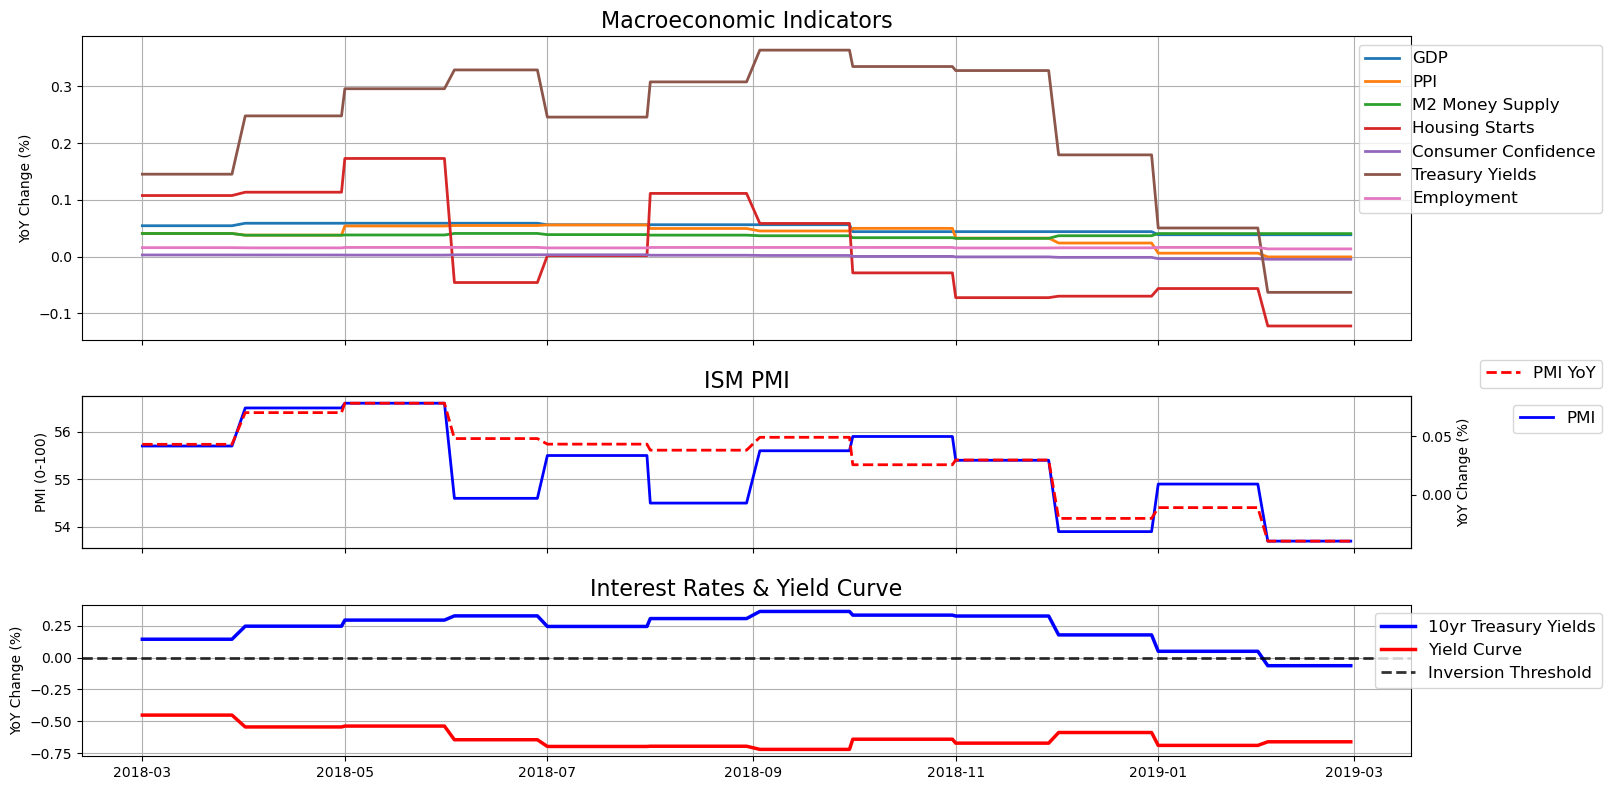 Macroeconomic Indicators
YoY Change (%)
0.3
0.2
0.1
0.0
−0.1
GDP
PPI
M2 Money Supply
Housing Starts
Consumer Confidence
Treasury Yields
Employment
ISM PMI
PMI (0-100)
56
55
54
0.05
0.00
YoY Change (%)
PMI YoY
PMI
Interest Rates & Yield Curve
YoY Change (%)
0.25
0.00
−0.25
−0.50
−0.75
10yr Treasury Yields
Yield Curve
Inversion Threshold
2018-03 2018-05 2018-07 2018-09 2018-11 2019-01 2019-03